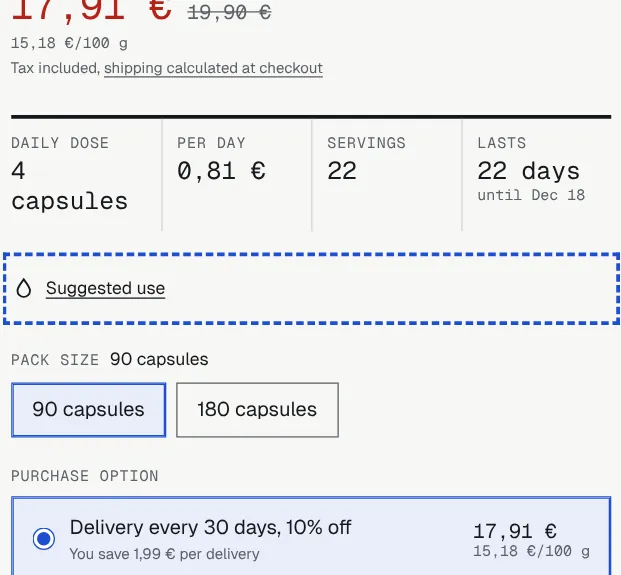 17,91 € 19,90 €
15,18 €/100 g
Tax included, shipping calculated at checkout
DAILY DOSE
4
capsules
PER DAY
0,81 €
SERVINGS
22
LASTS
22 days
until Dec 18
Suggested use
PACK SIZE 90 capsules
90 capsules
180 capsules
PURCHASE OPTION
Delivery every 30 days, 10% off
You save 1,99 € per delivery
17,91 €
15,18 €/100 g